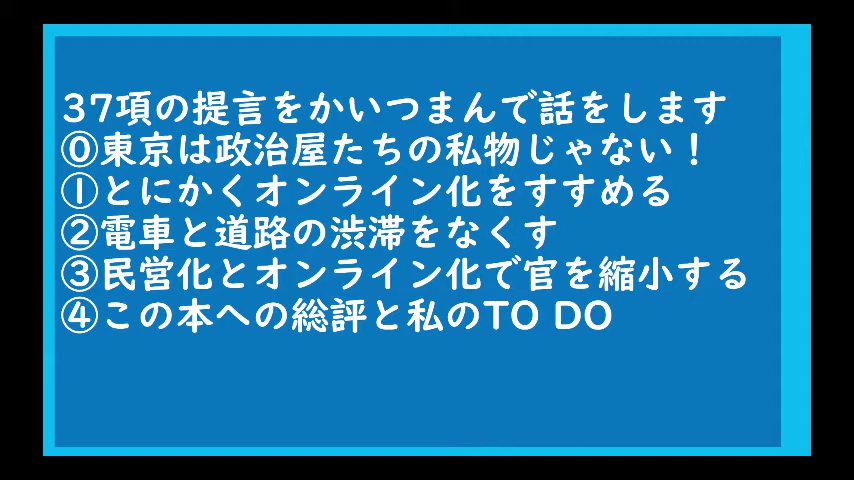 37項の提言をかいつまんで話をします
⓪東京は政治屋たちの私物じゃない！
①とにかくオンライン化をすすめる
②電車と道路の渋滞をなくす
③民営化とオンライン化で官を縮小する
④この本への総評と私のTO DO